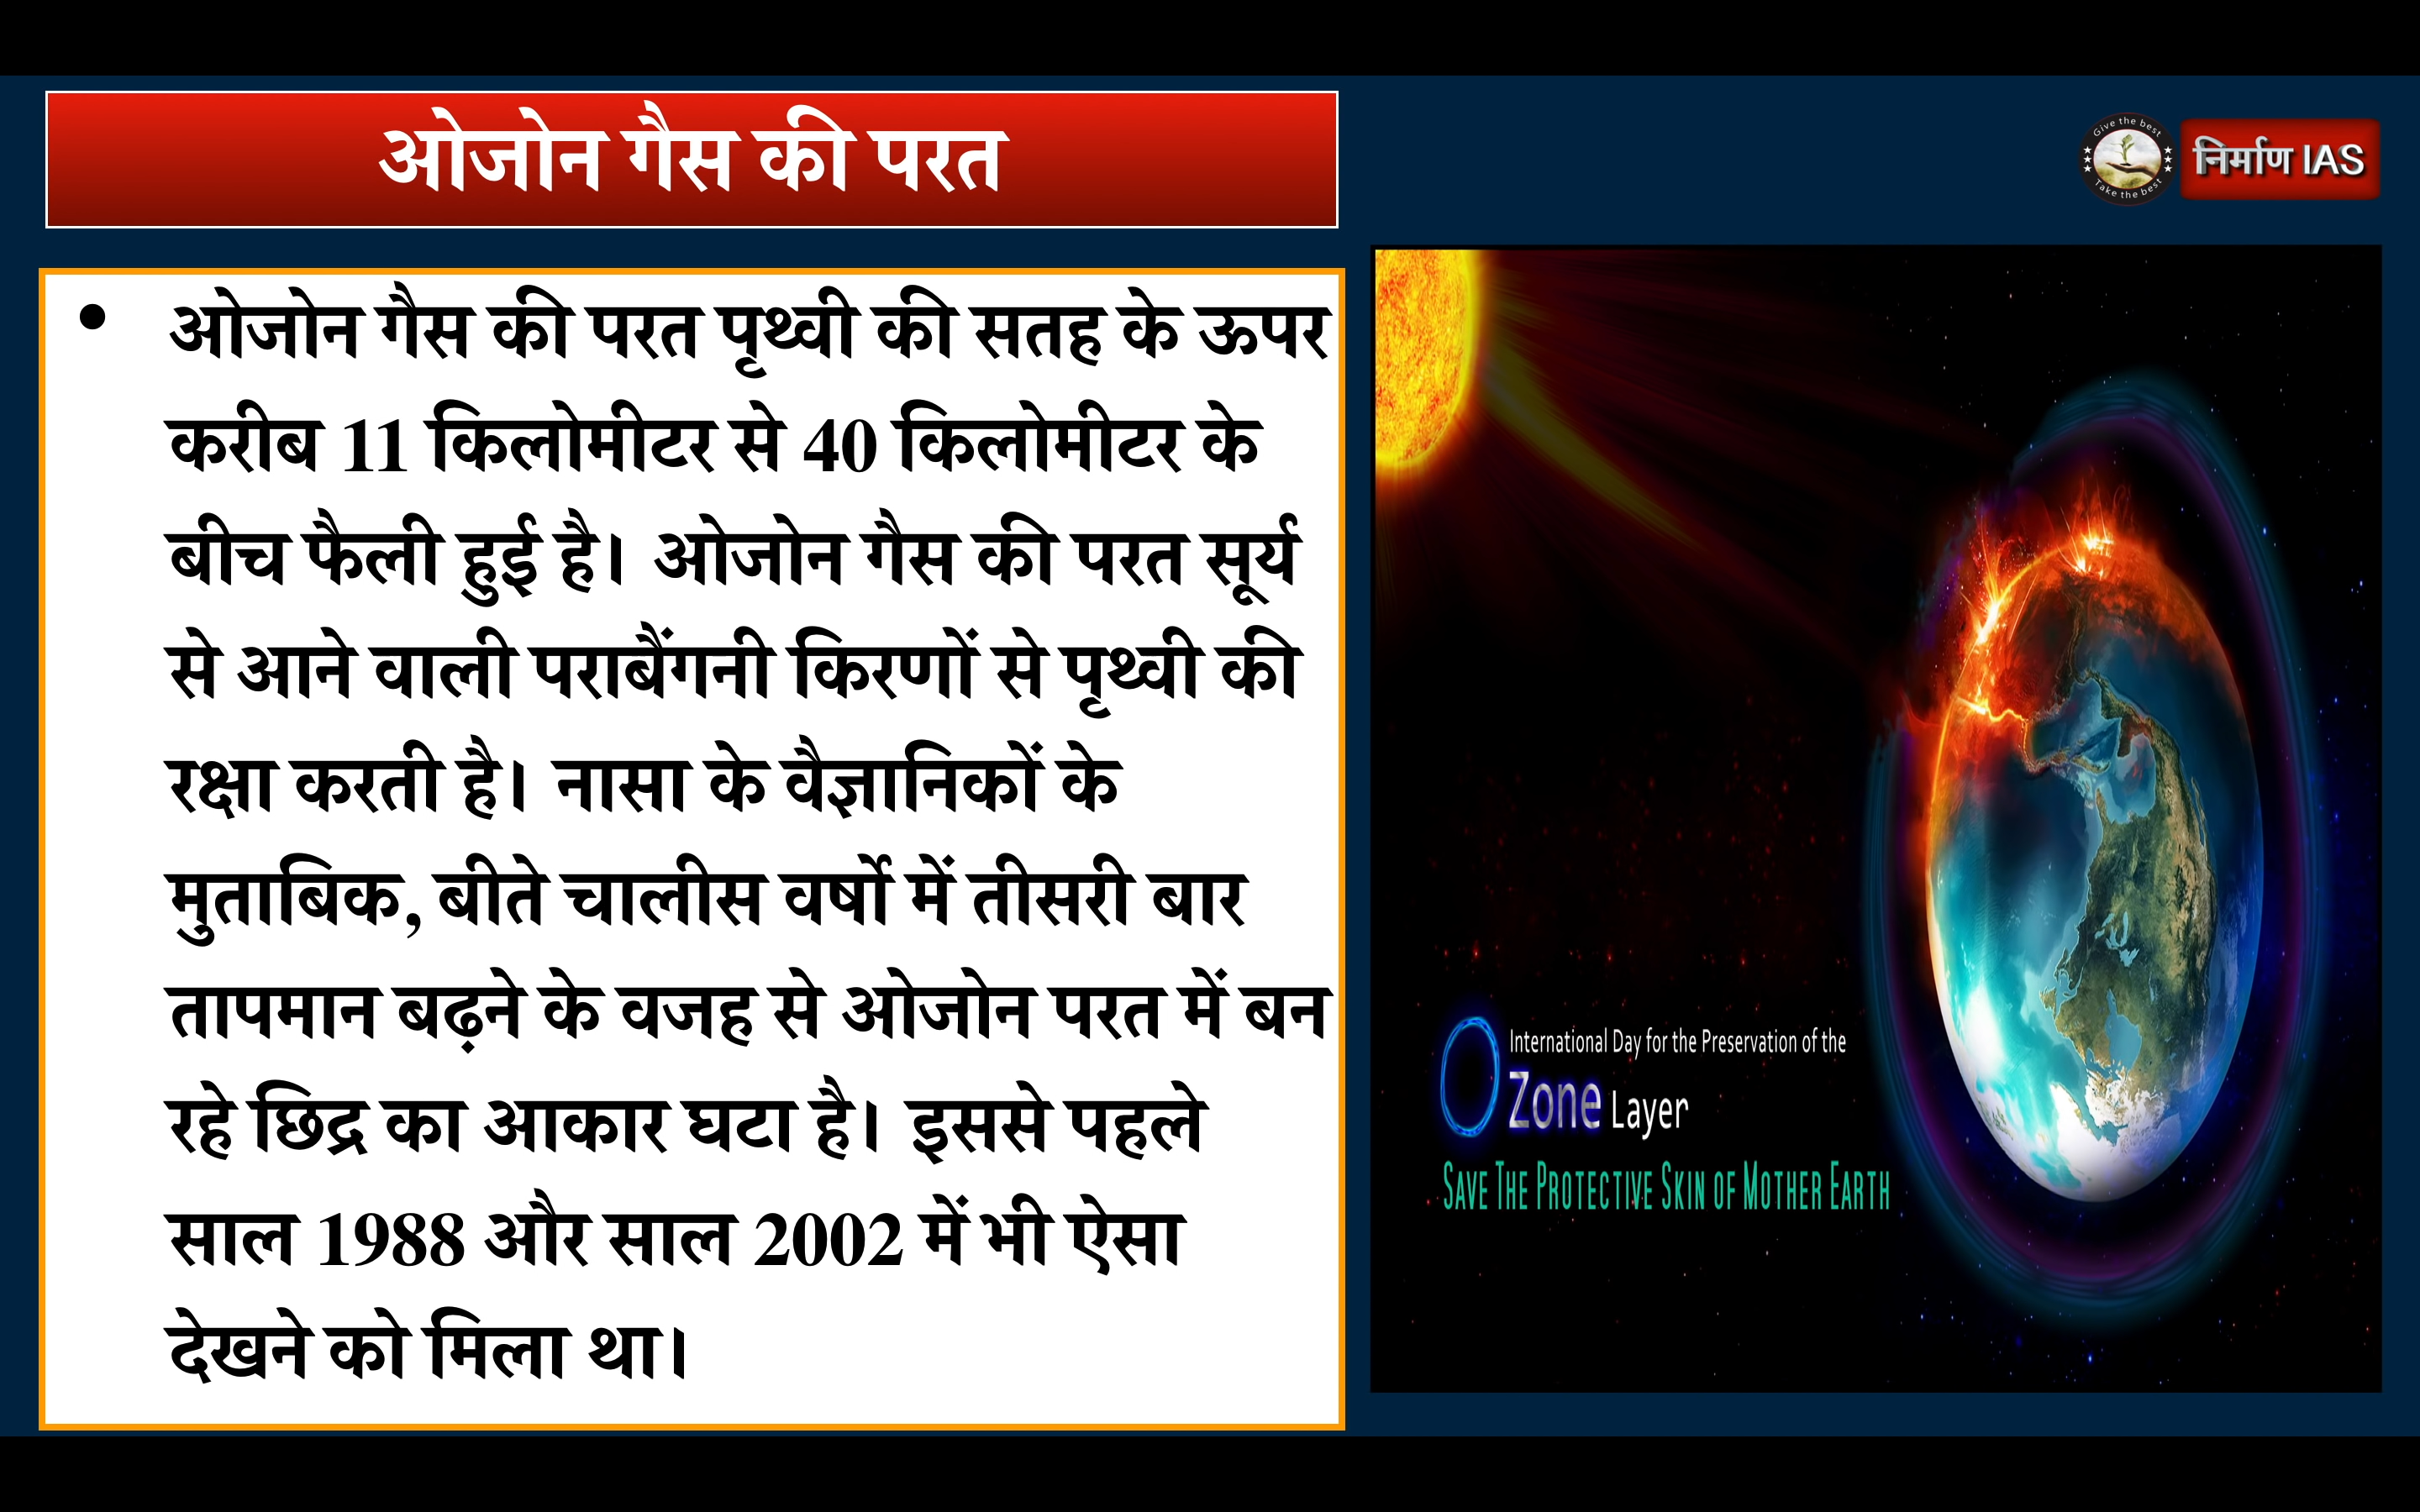 ओजोन गैस की परत
Give the best
Take the best
निर्माण IAS
• ओजोन गैस की परत पृथ्वी की सतह के ऊपर
करीब 11 किलोमीटर से 40 किलोमीटर के
बीच फैली हुई है। ओजोन गैस की परत सूर्य
से आने वाली पराबैंगनी किरणों से पृथ्वी की
रक्षा करती है। नासा के वैज्ञानिकों के
मुताबिक, बीते चालीस वर्षो में तीसरी बार
तापमान बढ़ने के वजह से ओजोन परत में बन
रहे छिद्र का आकार घटा है। इससे पहले
साल 1988 और साल 2002 में भी ऐसा
देखने को मिला था।
International Day for the Preservation of the
OZone Layer
Save The Protective Skin of Mother Earth